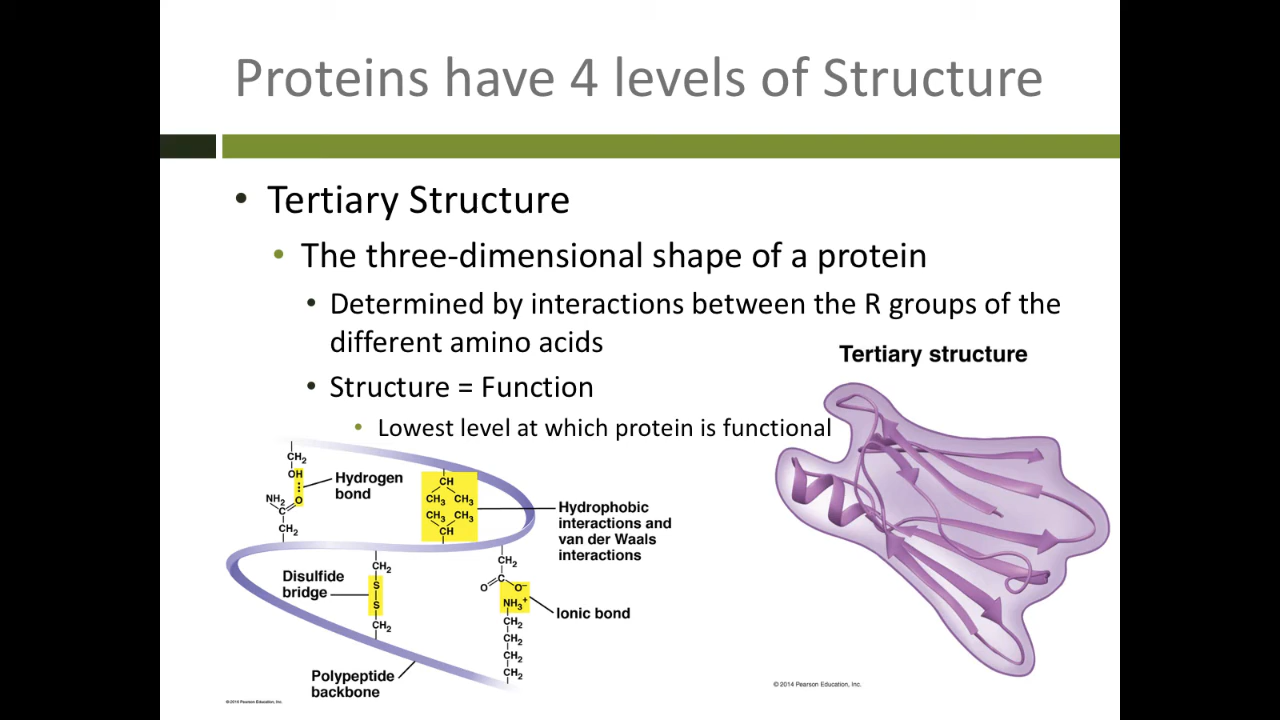 Proteins have 4 levels of Structure
• Tertiary Structure
• The three-dimensional shape of a protein
• Determined by interactions between the R groups of the
different amino acids
• Structure = Function
• Lowest level at which protein is functional
Tertiary structure
CH2
OH
O
NH2
C
CH2
Hydrogen
bond
CH
CH3 CH3
CH3 CH3
CH
Hydrophobic
interactions and
van der Waals
interactions
Disulfide
bridge
CH2
S
S
CH2
CH2
C
O O–
NH3+
CH2
CH2
CH2
CH2
Ionic bond
Polypeptide
backbone
© 2014 Pearson Education, Inc.
© 2014 Pearson Education, Inc.